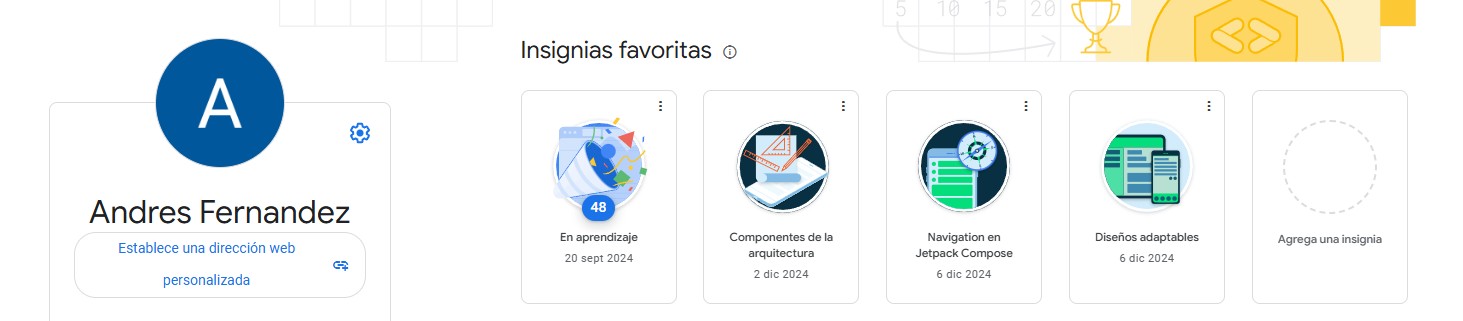 5 10 15 20
Insignias favoritas
A
Andres Fernandez
Establece una dirección web
personalizada
48
En aprendizaje
20 sept 2024
Componentes de la
arquitectura
2 dic 2024
Navigation en
Jetpack Compose
6 dic 2024
Diseños adaptables
6 dic 2024
Agrega una insignia